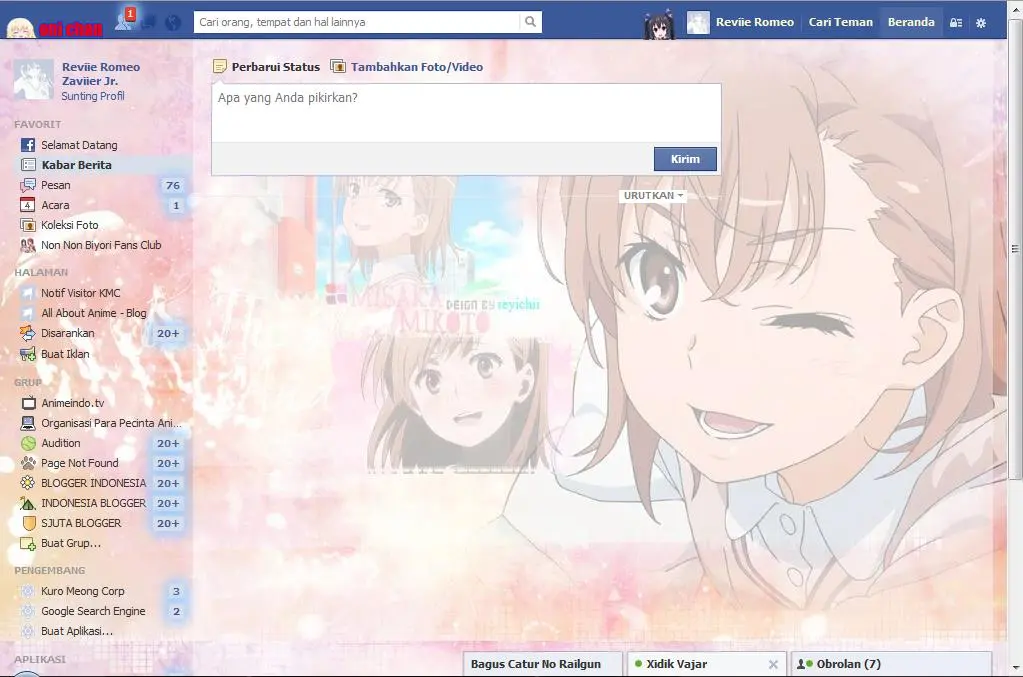 oni chan
1
Cari orang, tempat dan hal lainnya
Reviie Romeo
Cari Teman
Beranda
Reviie Romeo
Zaviier Jr.
Sunting Profil
FAVORIT
Selamat Datang
Kabar Berita
Pesan 76
4 Acara 1
Koleksi Foto
Non Non Biyori Fans Club
HALAMAN
Notif Visitor KMC
All About Anime - Blog
Disarankan 20+
Buat Iklan
GRUP
Animeindo.tv
Organisasi Para Pecinta Ani...
Audition 20+
Page Not Found 20+
BLOGGER INDONESIA 20+
INDONESIA BLOGGER 20+
SJUTA BLOGGER 20+
Buat Grup...
PENGEMBANG
Kuro Meong Corp 3
Google Search Engine 2
Buat Aplikasi...
APLIKASI
Perbarui Status
Tambahkan Foto/Video
Apa yang Anda pikirkan?
Kirim
URUTKAN
MISAKA
MIKOTO
DEIGN BY reyichii
Bagus Catur No Railgun
Xidik Vajar
Obrolan (7)